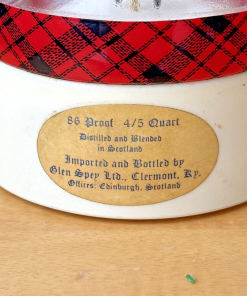 86 Proof 4/5 Quart
Distilled and Blended
in Scotland
Imported and Bottled by
Glen Spey Ltd., Clermont, Ky.
Offices: Edinburgh, Scotland